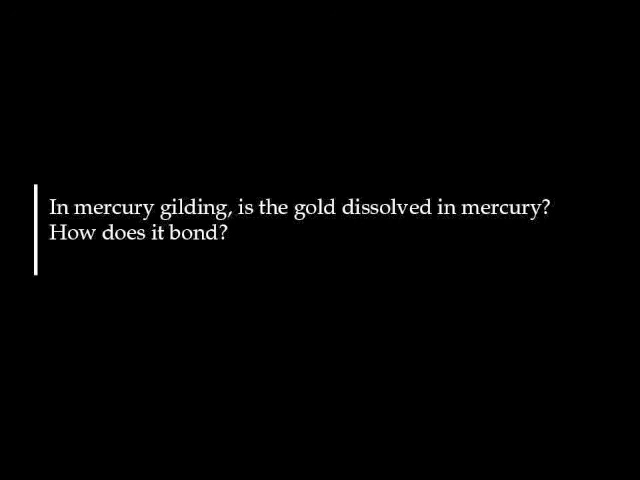 In mercury gilding, is the gold dissolved in mercury?
How does it bond?